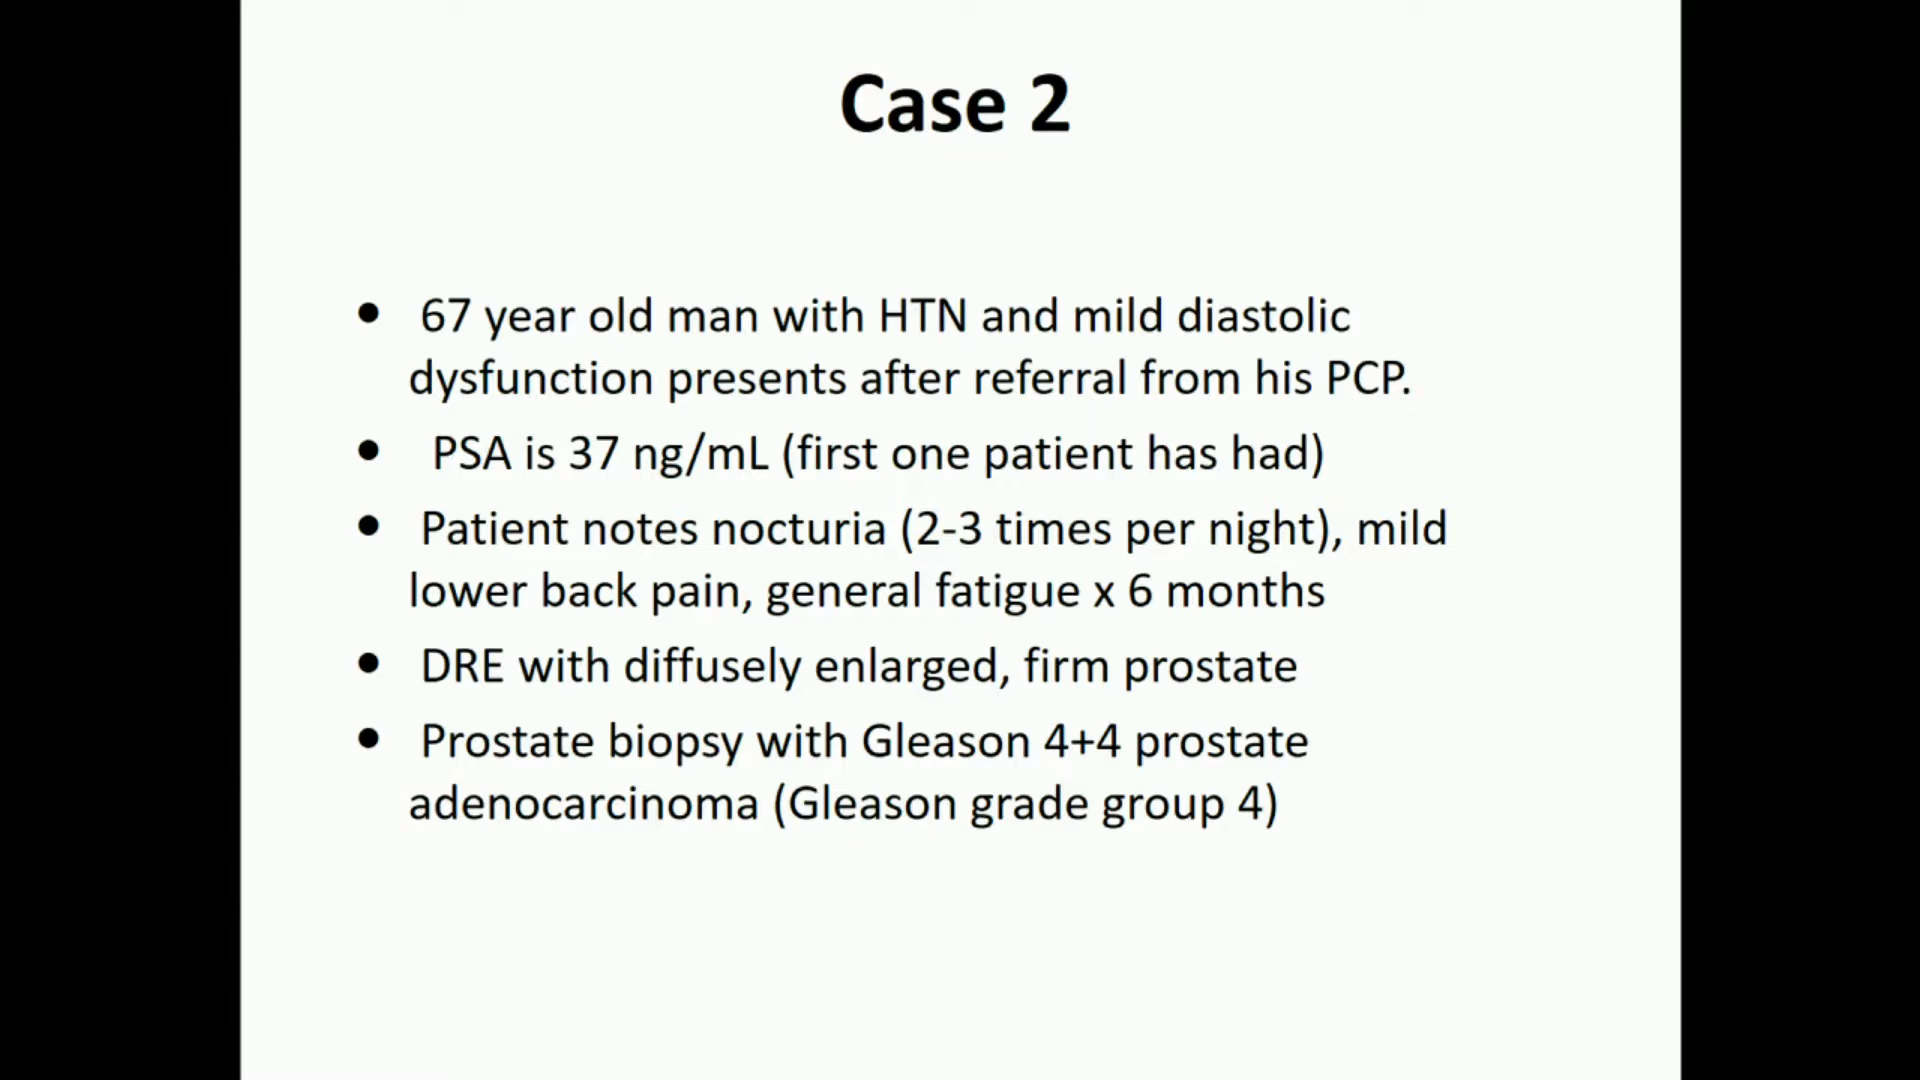 Case 2
• 67 year old man with HTN and mild diastolic
dysfunction presents after referral from his PCP.
• PSA is 37 ng/mL (first one patient has had)
• Patient notes nocturia (2-3 times per night), mild
lower back pain, general fatigue x 6 months
• DRE with diffusely enlarged, firm prostate
• Prostate biopsy with Gleason 4+4 prostate
adenocarcinoma (Gleason grade group 4)